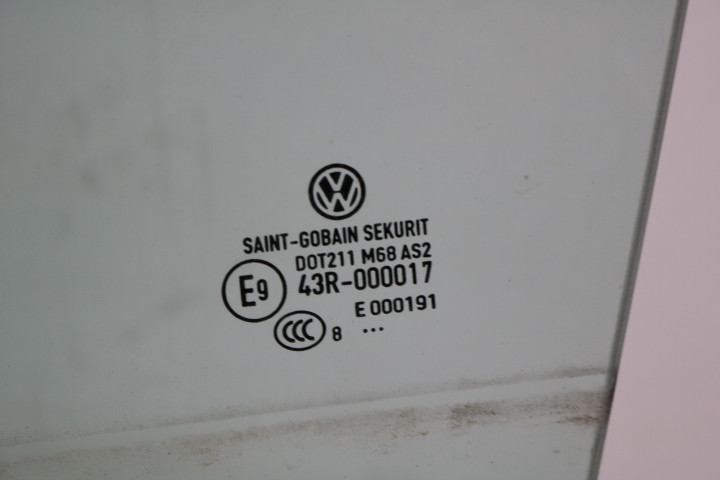 SAINT-GOBAIN SEKURIT
DOT211 M68 AS2
E9 43R-000017
E 000191
CCC 8 ...